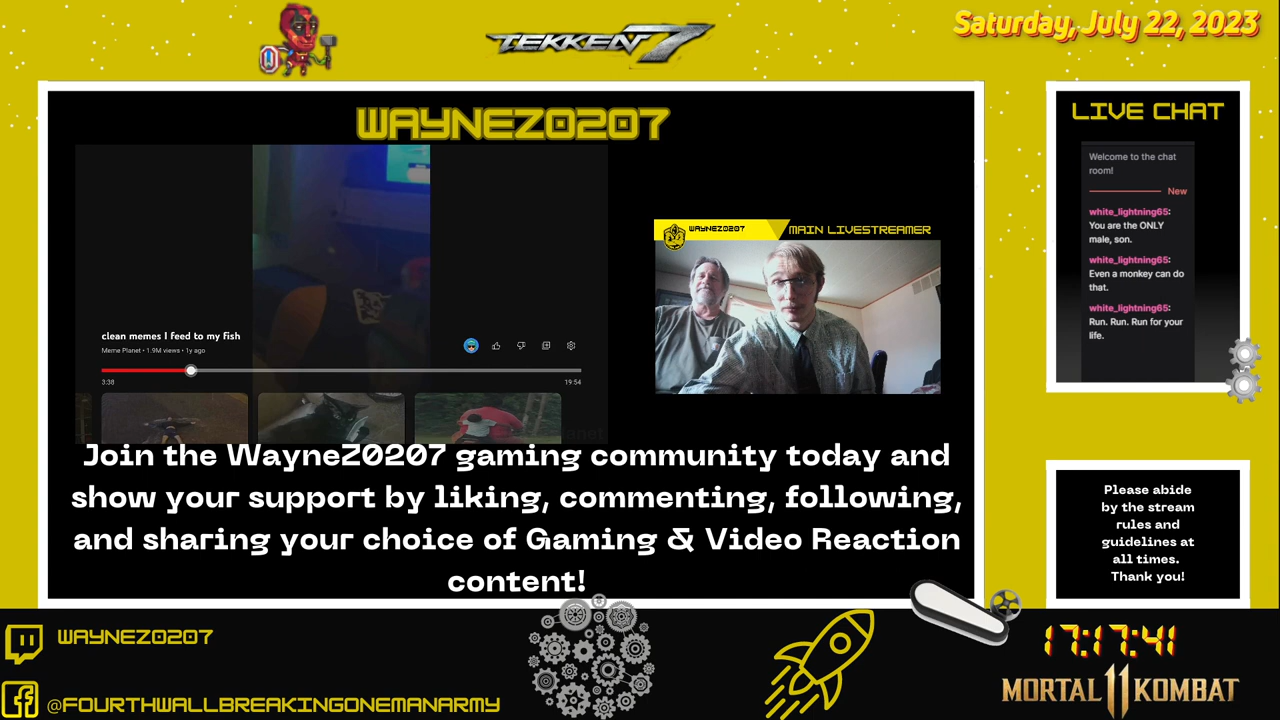 TEKKEN 7
Saturday, July 22, 2023
WAYNEZ0207
LIVE CHAT
Welcome to the chat
room!
New
white_lightning65:
You are the ONLY
male, son.
white_lightning65:
Even a monkey can do
that.
white_lightning65:
Run. Run. Run for your
life.
WAYNEZ0207
MAIN LIVESTREAMER
clean memes I feed to my fish
Meme Planet • 1.9M views • 1y ago
3:38
19:54
Join the WayneZ0207 gaming community today and
show your support by liking, commenting, following,
and sharing your choice of Gaming & Video Reaction
content!
Please abide
by the stream
rules and
guidelines at
all times.
Thank you!
WAYNEZ0207
@FOURTHWALLBREAKINGONEMANARMY
17:17:41
MORTAL 11 KOMBAT